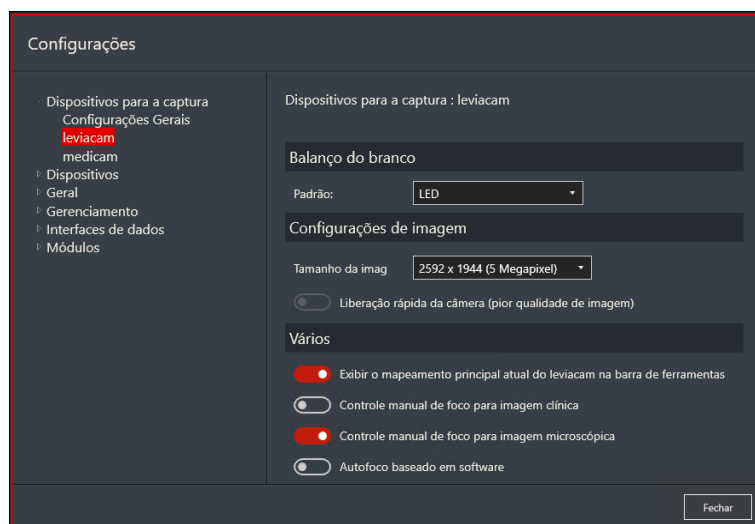 Configurações
Dispositivos para a captura
Configurações Gerais
leviacam
medicam
Dispositivos
Geral
Gerenciamento
Interfaces de dados
Módulos
Dispositivos para a captura : leviacam
Balanço do branco
Padrão: LED
Configurações de imagem
Tamanho da imag 2592 x 1944 (5 Megapixel)
Liberação rápida da câmera (pior qualidade de imagem)
Vários
Exibir o mapeamento principal atual do leviacam na barra de ferramentas
Controle manual de foco para imagem clínica
Controle manual de foco para imagem microscópica
Autofoco baseado em software
Fechar